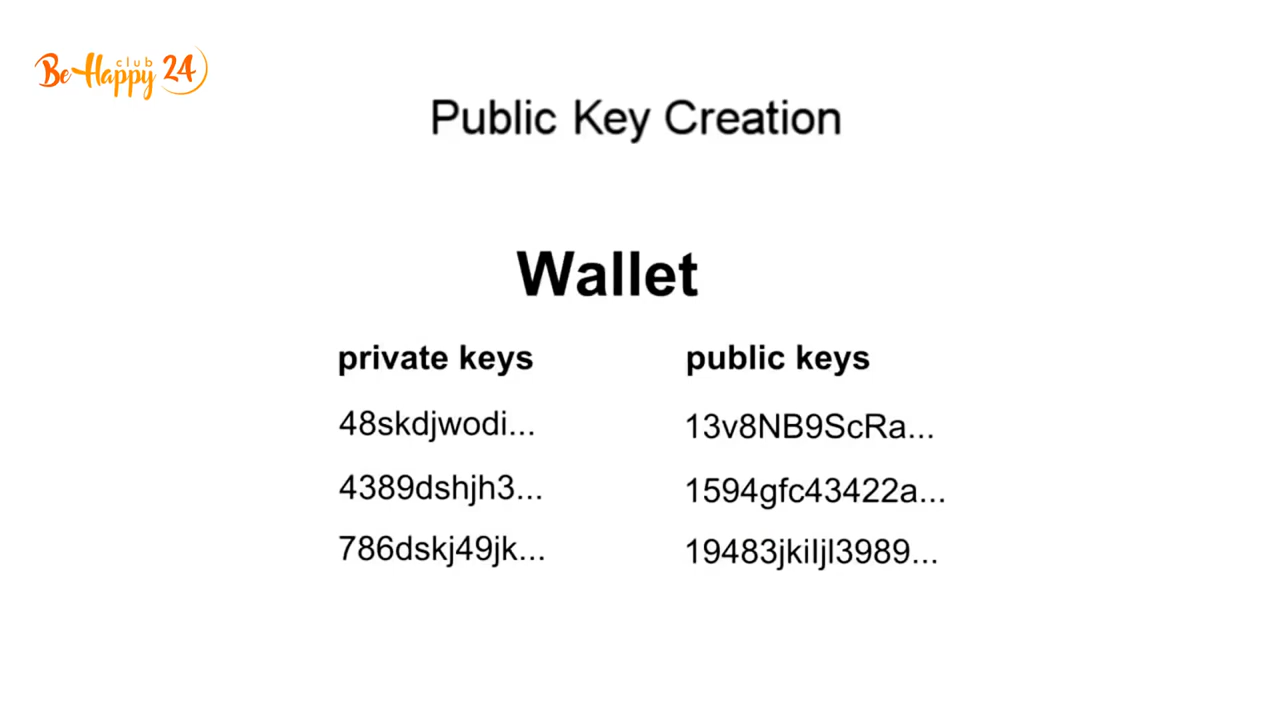 Be Happy club 24
Public Key Creation
Wallet
private keys public keys
48skdjwodi... 13v8NB9ScRa...
4389dshjh3... 1594gfc43422a...
786dskj49jk... 19483jkiljl3989...